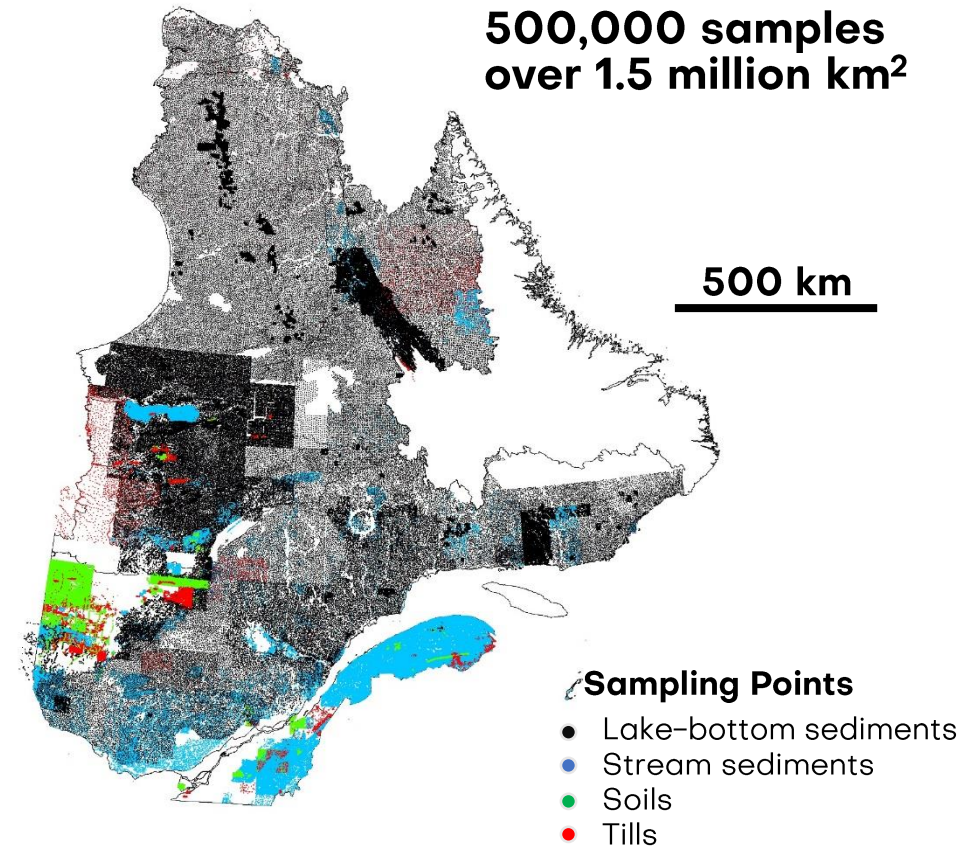 500,000 samples
over 1.5 million km²
500 km
Sampling Points
Lake-bottom sediments
Stream sediments
Soils
Tills